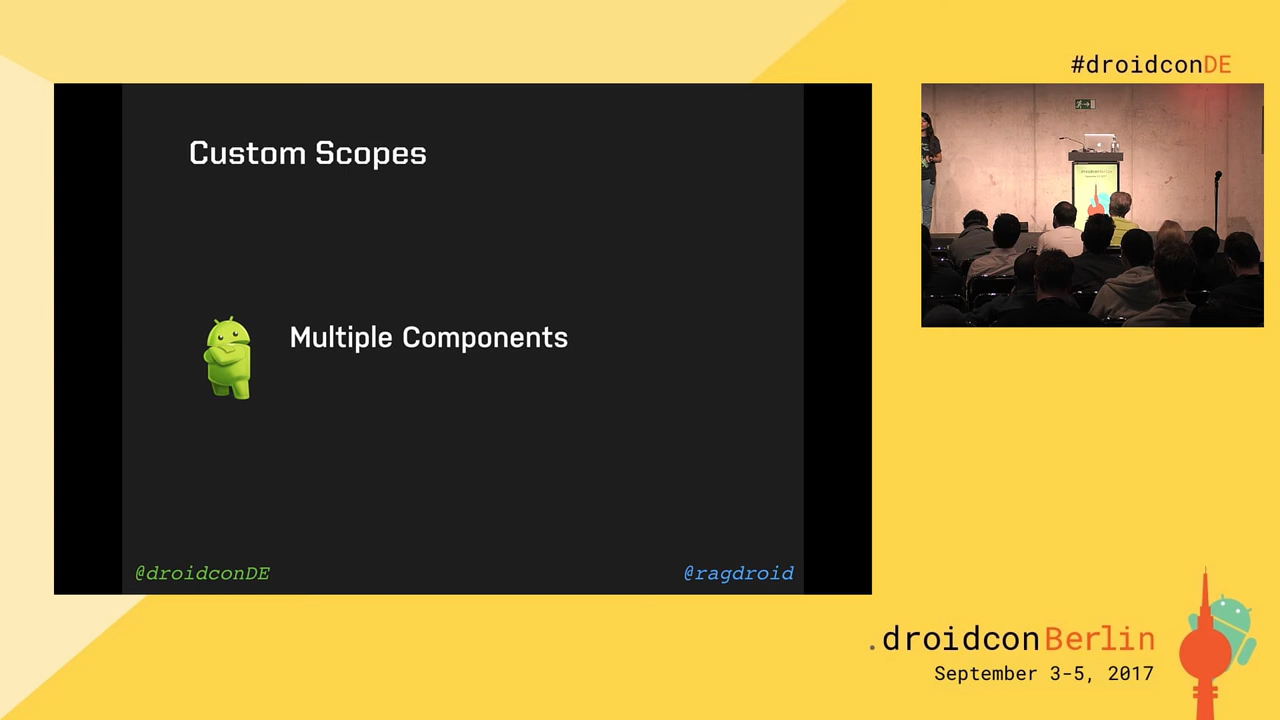 #droidconDE
Custom Scopes
Multiple Components
@droidconDE
@ragdroid
.droidconBerlin
September 3-5, 2017